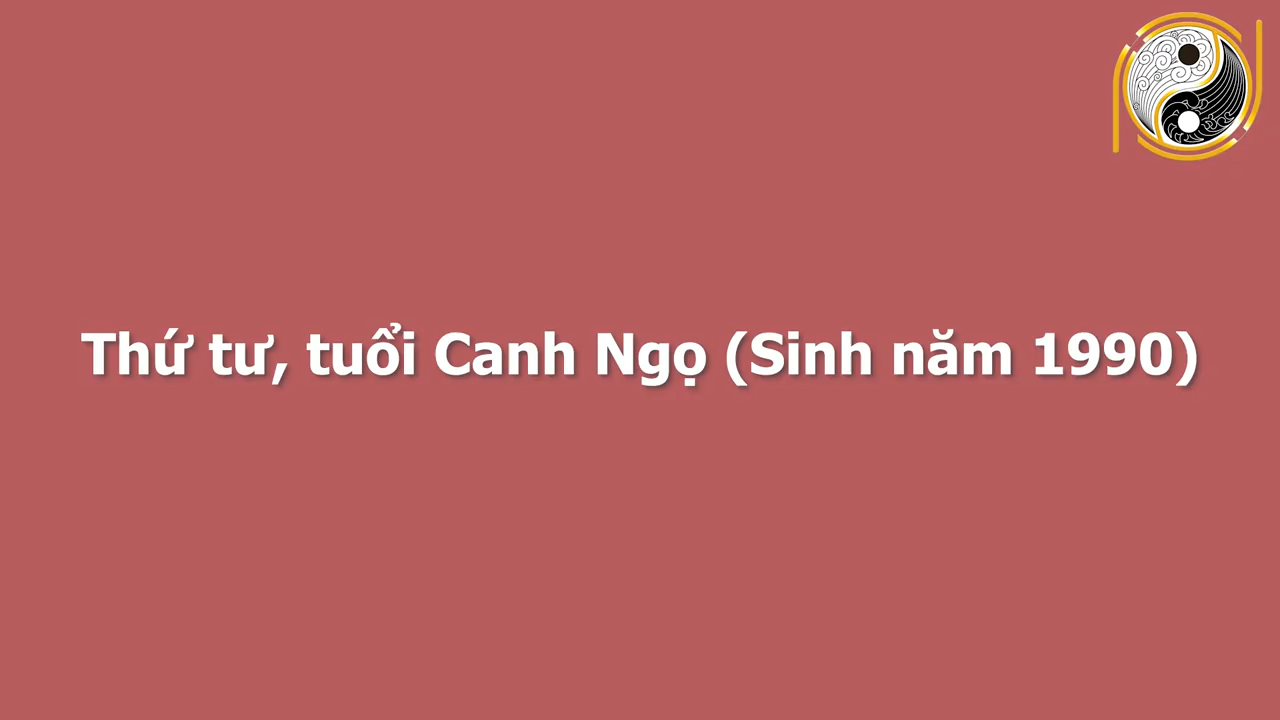 Thứ tư, tuổi Canh Ngọ (Sinh năm 1990)